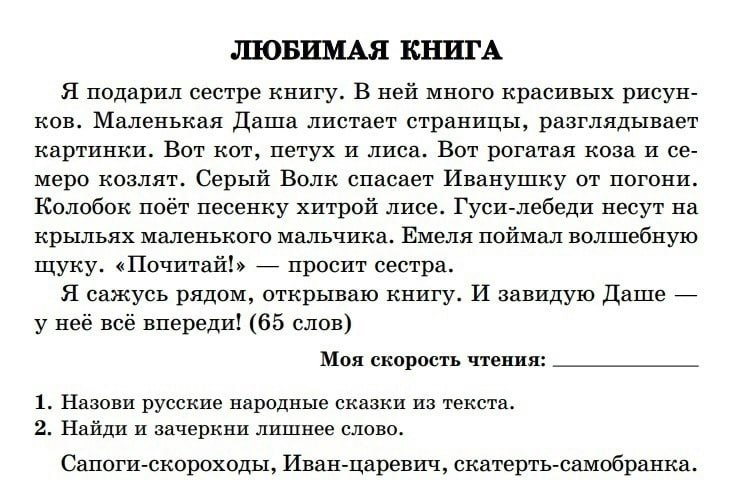 ЛЮБИМАЯ КНИГА
Я подарил сестре книгу. В ней много красивых рисун-
ков. Маленькая Даша листает страницы, разглядывает
картинки. Вот кот, петух и лиса. Вот рогатая коза и се-
меро козлят. Серый Волк спасает Иванушку от погони.
Колобок поёт песенку хитрой лисе. Гуси-лебеди несут на
крыльях маленького мальчика. Емеля поймал волшебную
щуку. «Почитай!» — просит сестра.
Я сажусь рядом, открываю книгу. И завидую Даше —
у неё всё впереди! (65 слов)
Моя скорость чтения: ____________
1. Назови русские народные сказки из текста.
2. Найди и зачеркни лишнее слово.
Сапоги-скороходы, Иван-царевич, скатерть-самобранка.